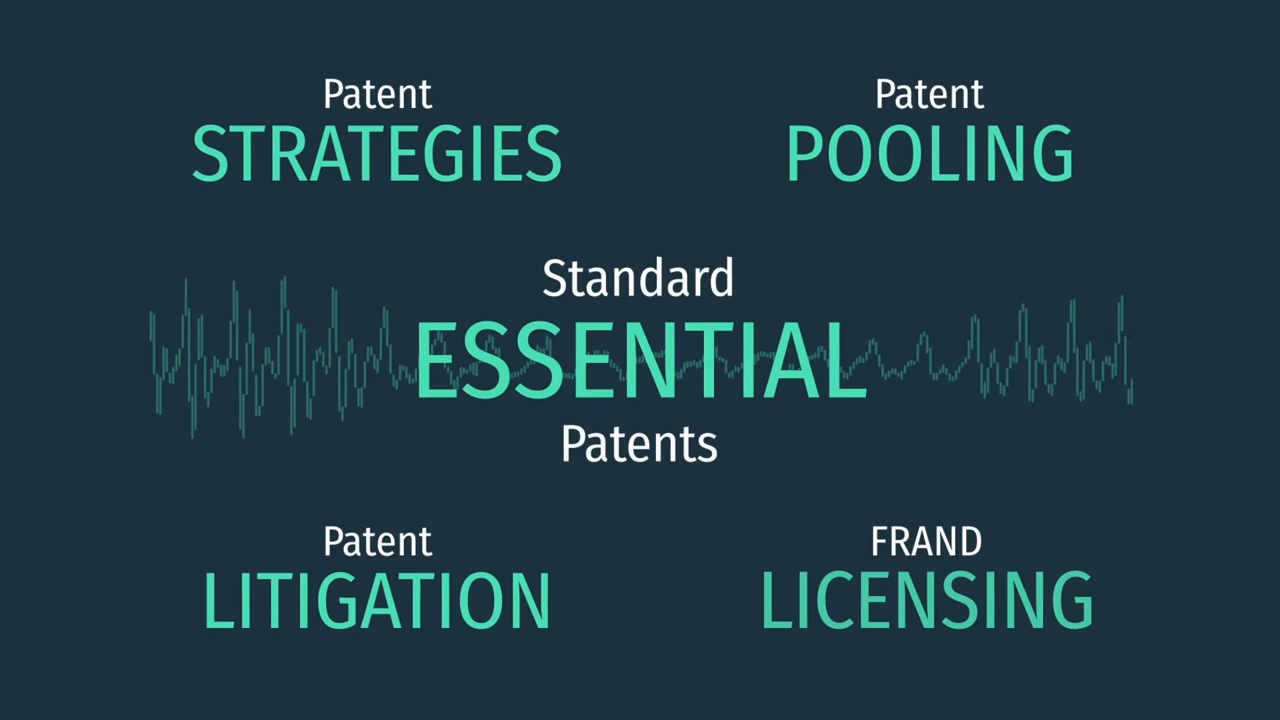 Patent
STRATEGIES
Patent
POOLING
Standard
ESSENTIAL
Patents
Patent
LITIGATION
FRAND
LICENSING